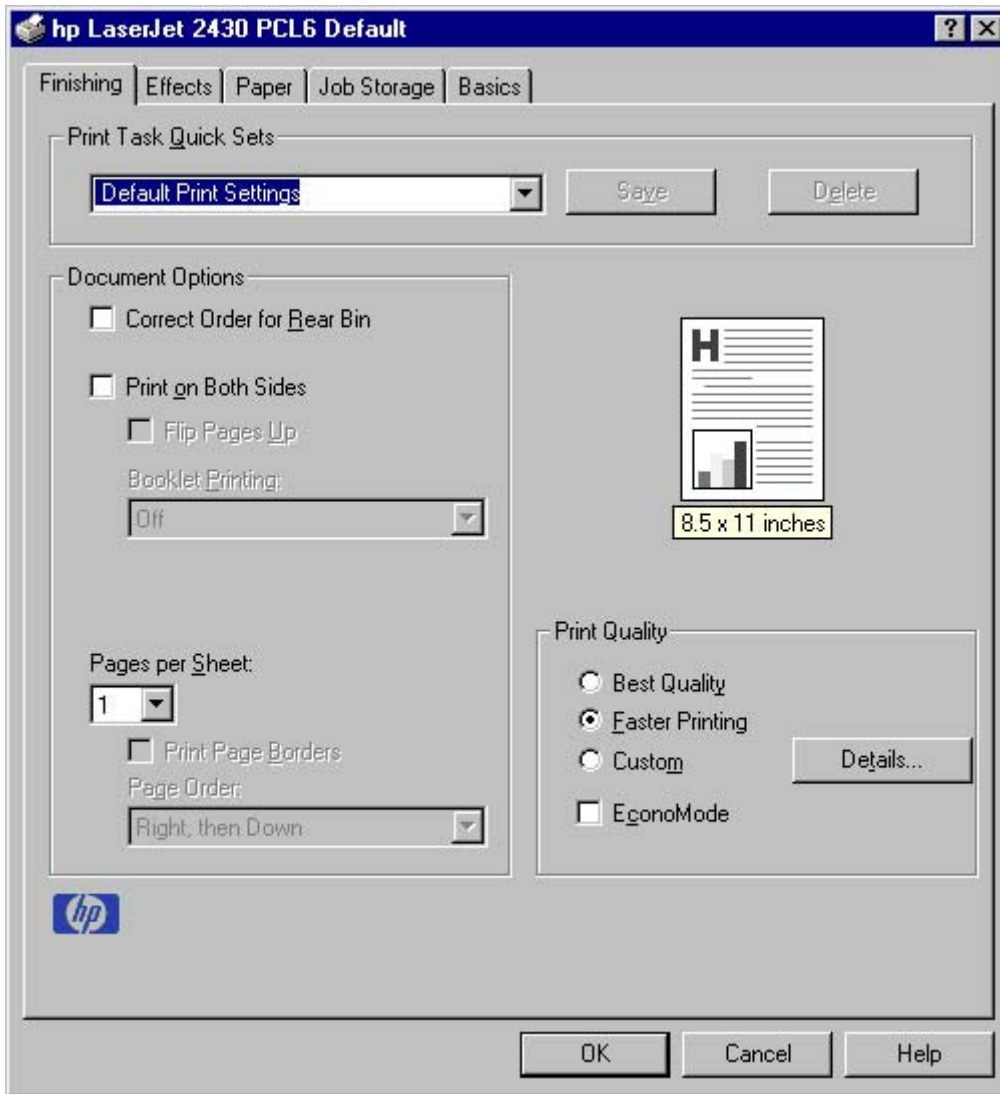 hp LaserJet 2430 PCL6 Default
Finishing Effects Paper Job Storage Basics
Print Task Quick Sets
Default Print Settings Save Delete
Document Options
Correct Order for Rear Bin
Print on Both Sides
Flip Pages Up
Booklet Printing:
Off
H
8.5 x 11 inches
Pages per Sheet:
1
Print Page Borders
Page Order:
Right, then Down
Print Quality
Best Quality
Faster Printing
Custom Details...
EconoMode
hp
OK Cancel Help